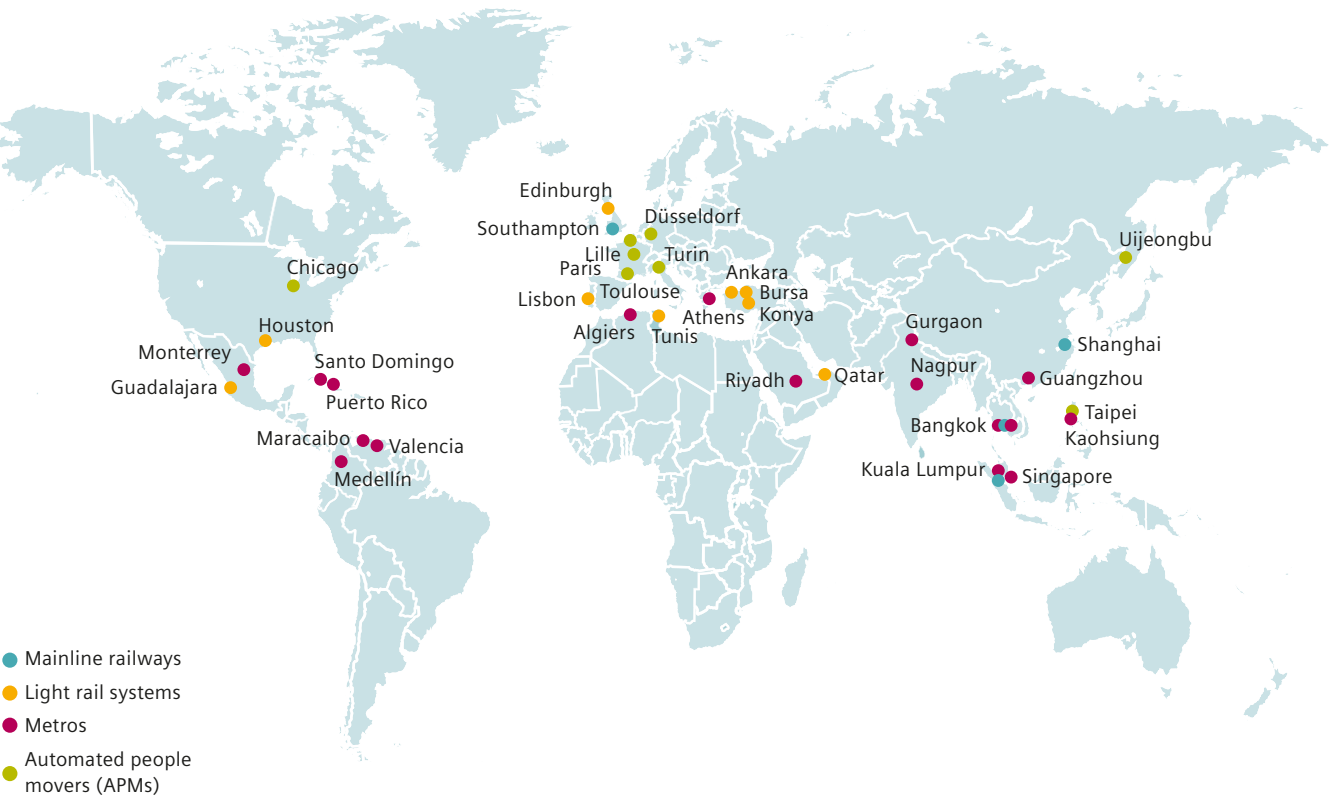 Edinburgh
Southampton
Düsseldorf
Lille
Turin
Paris
Toulouse
Lisbon
Ankara
Bursa
Konya
Athens
Algiers
Tunis
Uijeongbu
Chicago
Houston
Monterrey
Guadalajara
Santo Domingo
Puerto Rico
Maracaibo
Valencia
Medellín
Gurgaon
Shanghai
Nagpur
Guangzhou
Riyadh
Qatar
Taipei
Bangkok
Kaohsiung
Kuala Lumpur
Singapore
Mainline railways
Light rail systems
Metros
Automated people
movers (APMs)